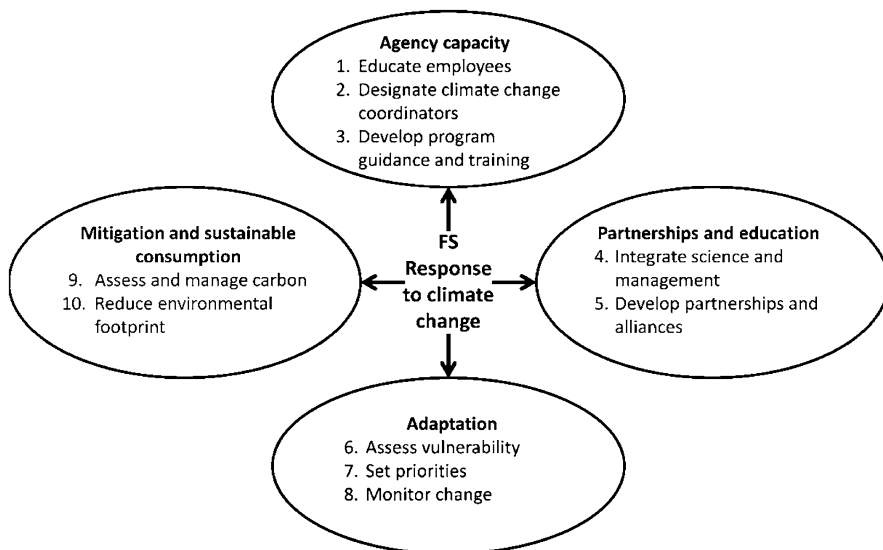 Agency capacity
1. Educate employees
2. Designate climate change
coordinators
3. Develop program
guidance and training
Mitigation and sustainable
consumption
9. Assess and manage carbon
10. Reduce environmental
footprint
FS
Response
to climate
change
Partnerships and education
4. Integrate science and
management
5. Develop partnerships and
alliances
Adaptation
6. Assess vulnerability
7. Set priorities
8. Monitor change